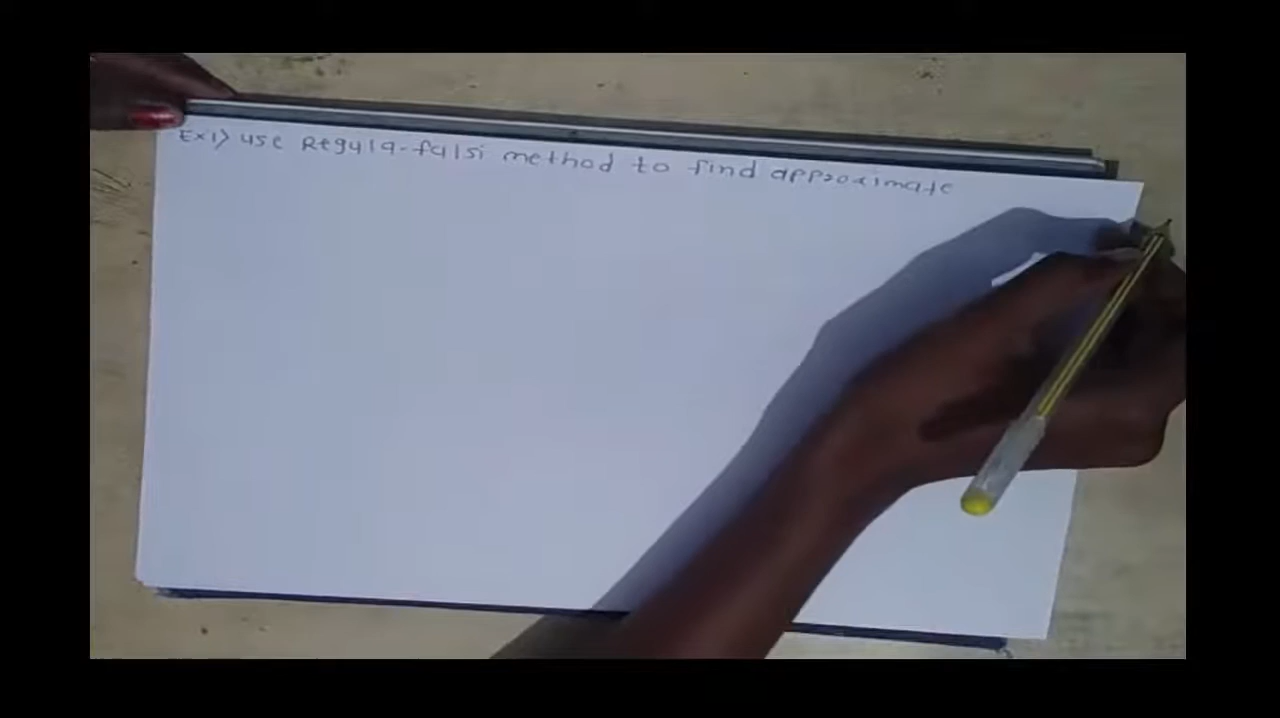 Ex1) use Regula-falsi method to find approximate